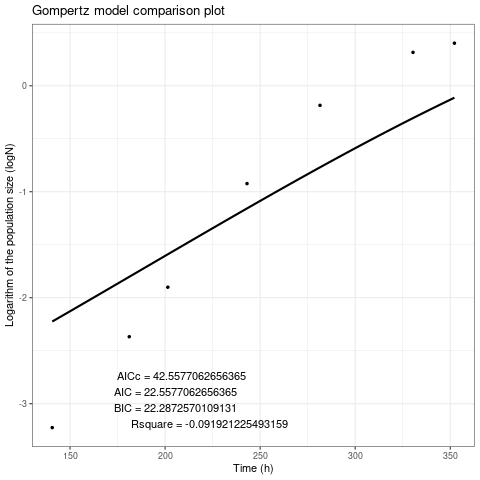 Gompertz model comparison plot
Logarithm of the population size (logN)
0
-1
-2
-3
AICc = 42.5577062656365
AIC = 22.5577062656365
BIC = 22.2872570109131
Rsquare = -0.091921225493159
150 200 250 300 350
Time (h)